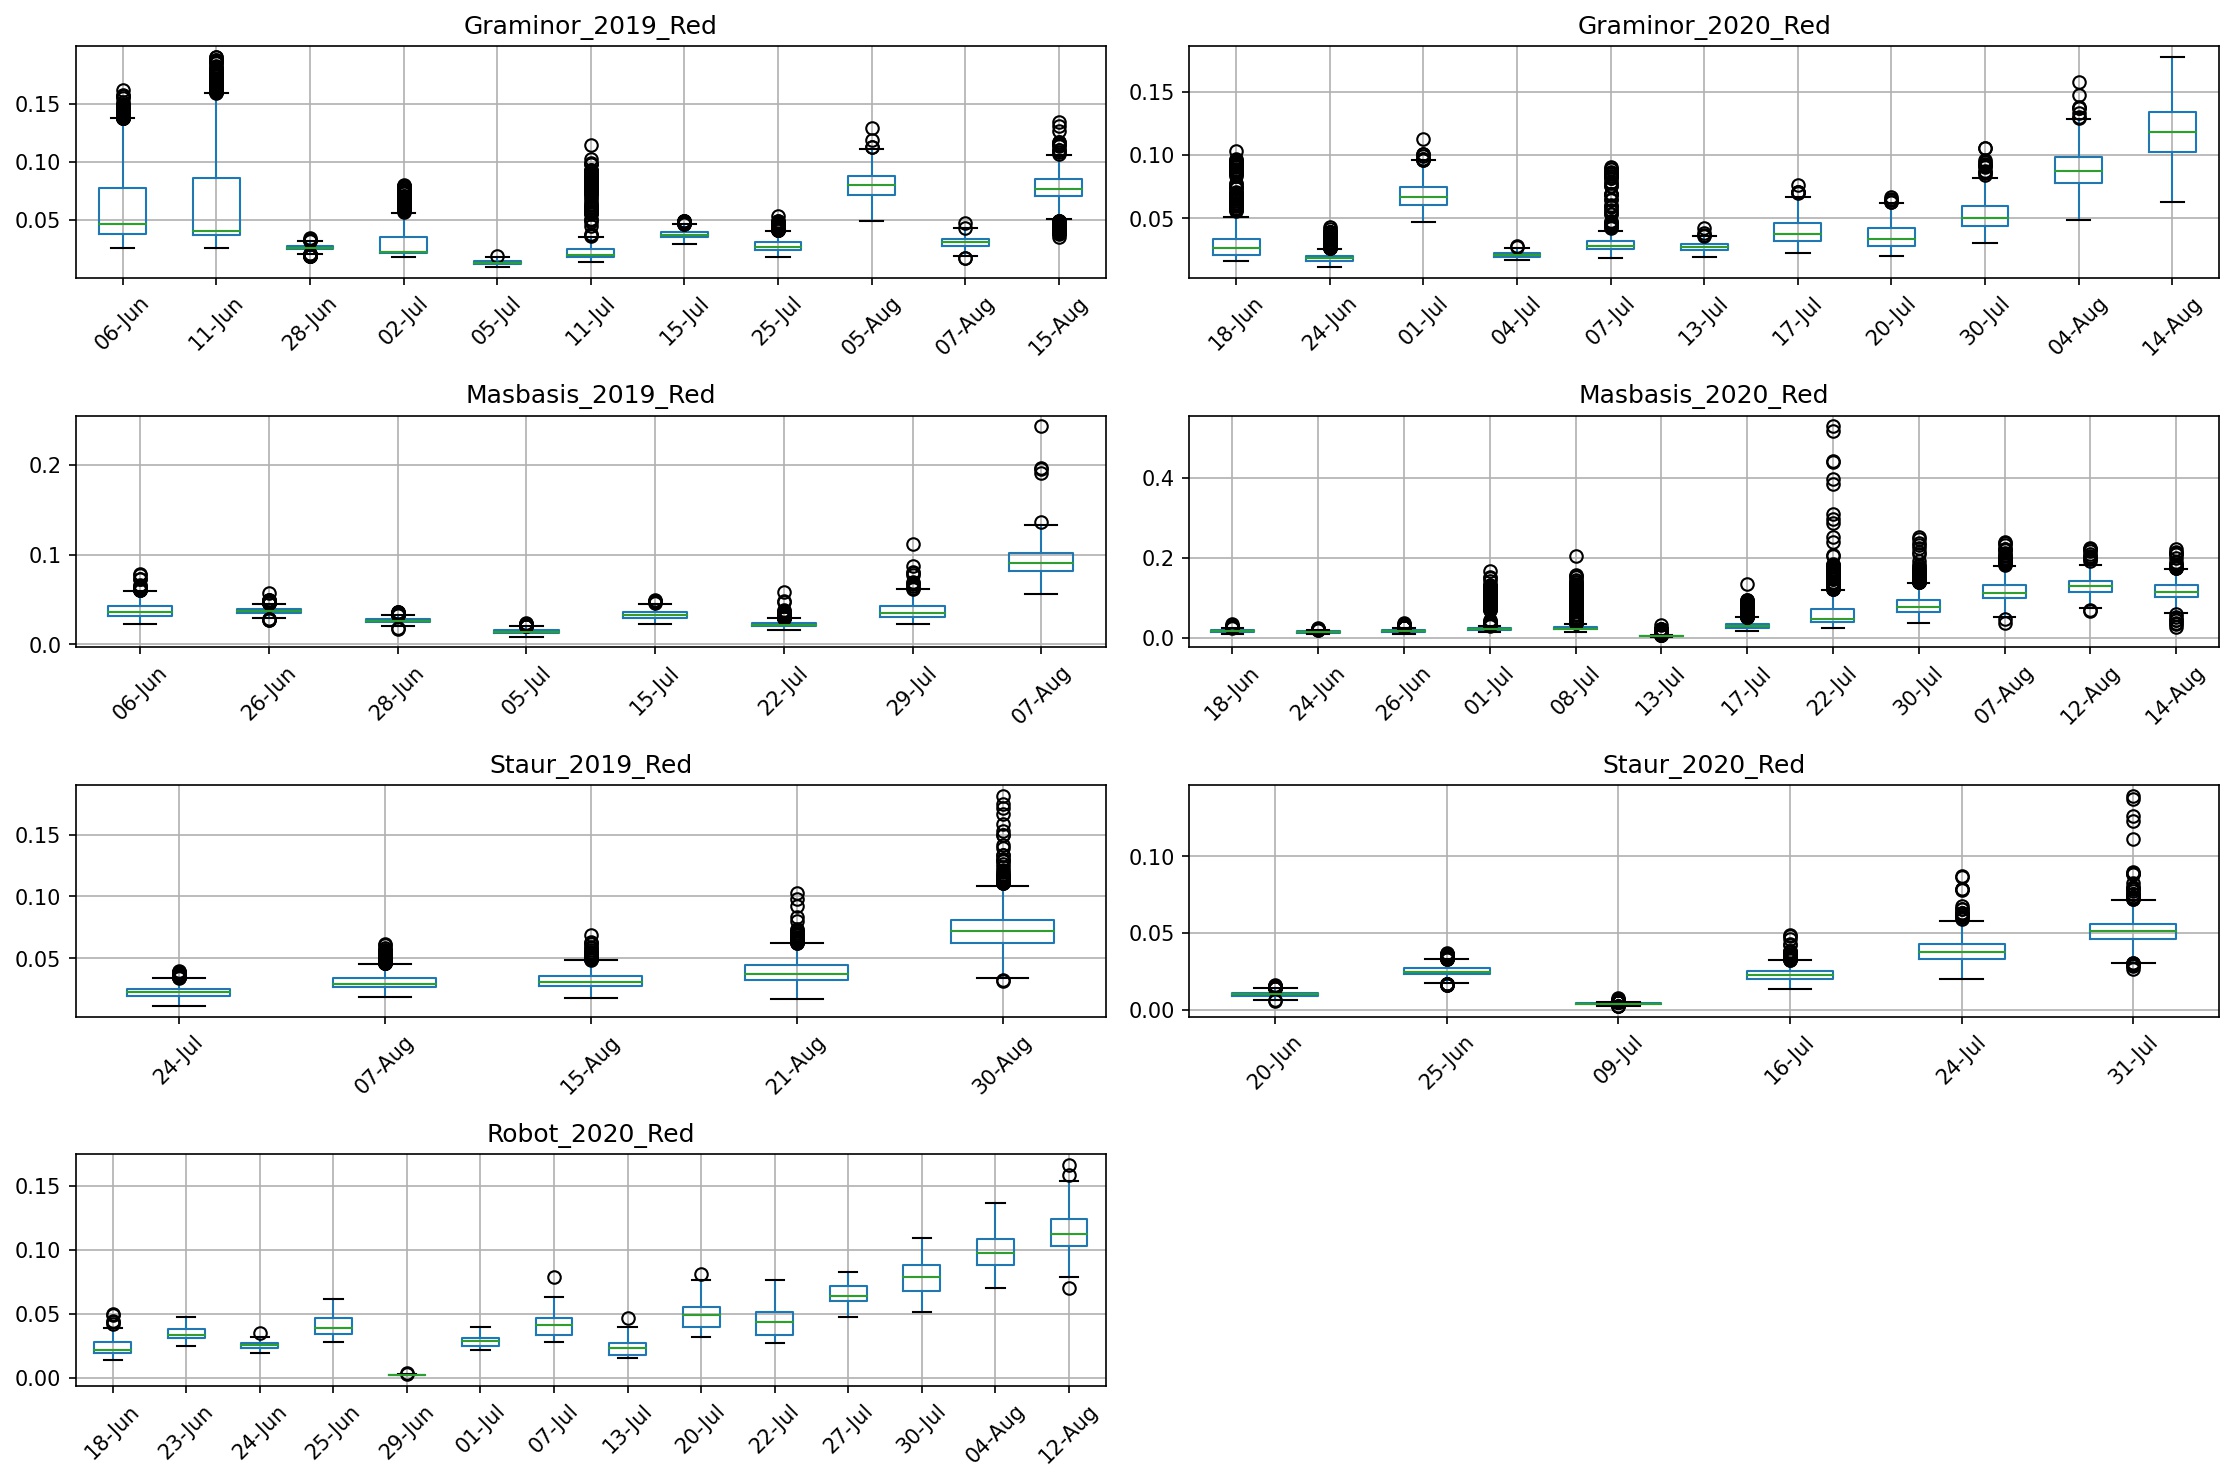 Graminor_2019_Red
0.15
0.10
0.05
06-Jun 11-Jun 28-Jun 02-Jul 05-Jul 11-Jul 15-Jul 25-Jul 05-Aug 07-Aug 15-Aug
Graminor_2020_Red
0.15
0.10
0.05
18-Jun 24-Jun 01-Jul 04-Jul 07-Jul 13-Jul 17-Jul 20-Jul 30-Jul 04-Aug 14-Aug
Masbasis_2019_Red
0.2
0.1
0.0
06-Jun 26-Jun 28-Jun 05-Jul 15-Jul 22-Jul 29-Jul 07-Aug
Masbasis_2020_Red
0.4
0.2
0.0
18-Jun 24-Jun 26-Jun 01-Jul 08-Jul 13-Jul 17-Jul 22-Jul 30-Jul 07-Aug 12-Aug 14-Aug
Staur_2019_Red
0.15
0.10
0.05
24-Jul 07-Aug 15-Aug 21-Aug 30-Aug
Staur_2020_Red
0.10
0.05
0.00
20-Jun 25-Jun 09-Jul 16-Jul 24-Jul 31-Jul
Robot_2020_Red
0.15
0.10
0.05
0.00
18-Jun 23-Jun 24-Jun 25-Jun 29-Jun 01-Jul 07-Jul 13-Jul 20-Jul 22-Jul 27-Jul 30-Jul 04-Aug 12-Aug